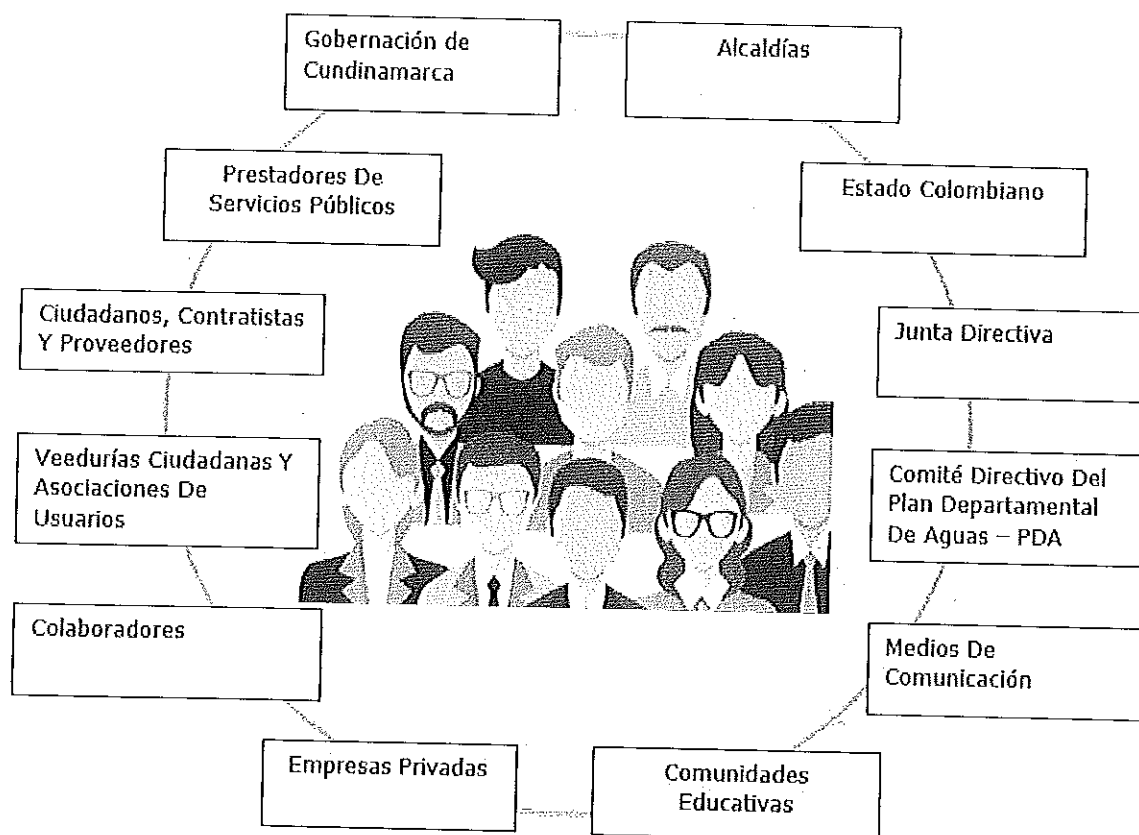 Gobernación de
Cundinamarca
Alcaldías
Prestadores De
Servicios Públicos
Estado Colombiano
Ciudadanos, Contratistas
Y Proveedores
Junta Directiva
Veedurías Ciudadanas Y
Asociaciones De
Usuarios
Comité Directivo Del
Plan Departamental
De Aguas – PDA
Colaboradores
Medios De
Comunicación
Empresas Privadas
Comunidades
Educativas